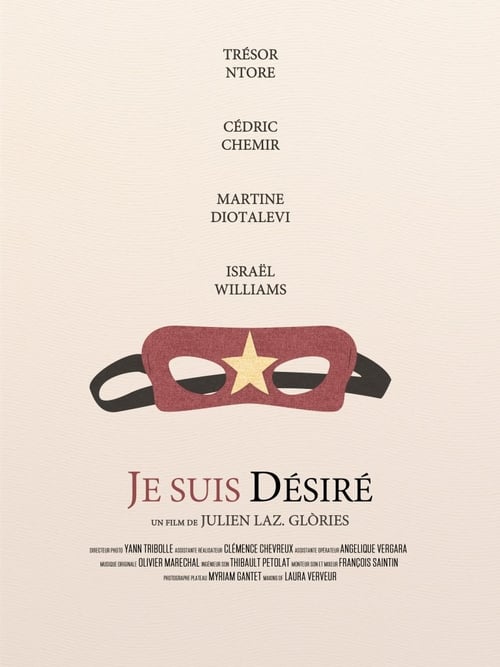 TRÉSOR
NTORE
CÉDRIC
CHEMIR
MARTINE
DIOTALEVI
ISRAËL
WILLIAMS
JE SUIS DÉSIRÉ
UN FILM DE JULIEN LAZ. GLÒRIES
DIRECTEUR PHOTO YANN TRIBOLLE ASSISTANTE RÉALISATEUR CLÉMENCE CHEVREUX ASSISTANTE OPÉRATEUR ANGELIQUE VERGARA
MUSIQUE ORIGINALE OLIVIER MARECHAL INGENIEUR SON THIBAULT PETOLAT MONTEUR SON ET MIXEUR FRANÇOIS SAINTIN
PHOTOGRAPHE PLATEAU MYRIAM GANTET MAKING OF LAURA VERVEUR